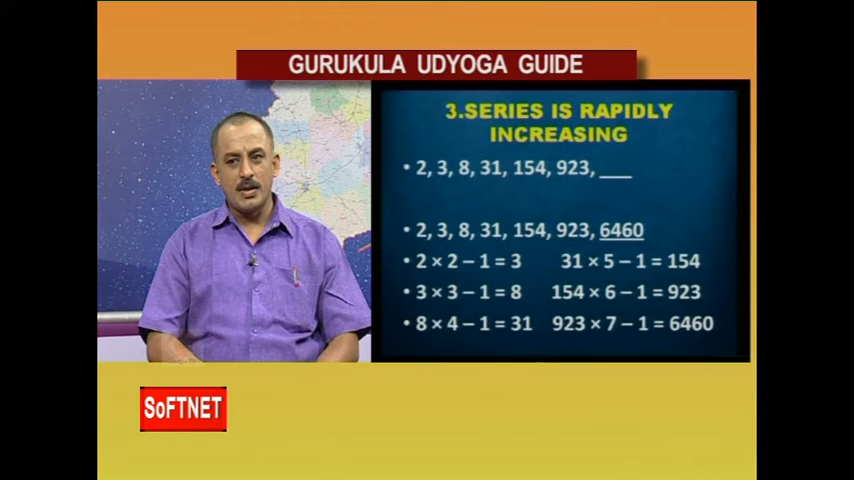 GURUKULA UDYOGA GUIDE
3.SERIES IS RAPIDLY
INCREASING
• 2, 3, 8, 31, 154, 923, ___
• 2, 3, 8, 31, 154, 923, 6460
• 2 × 2 – 1 = 3 31 × 5 – 1 = 154
• 3 × 3 – 1 = 8 154 × 6 – 1 = 923
• 8 × 4 – 1 = 31 923 × 7 – 1 = 6460
SoFTNET